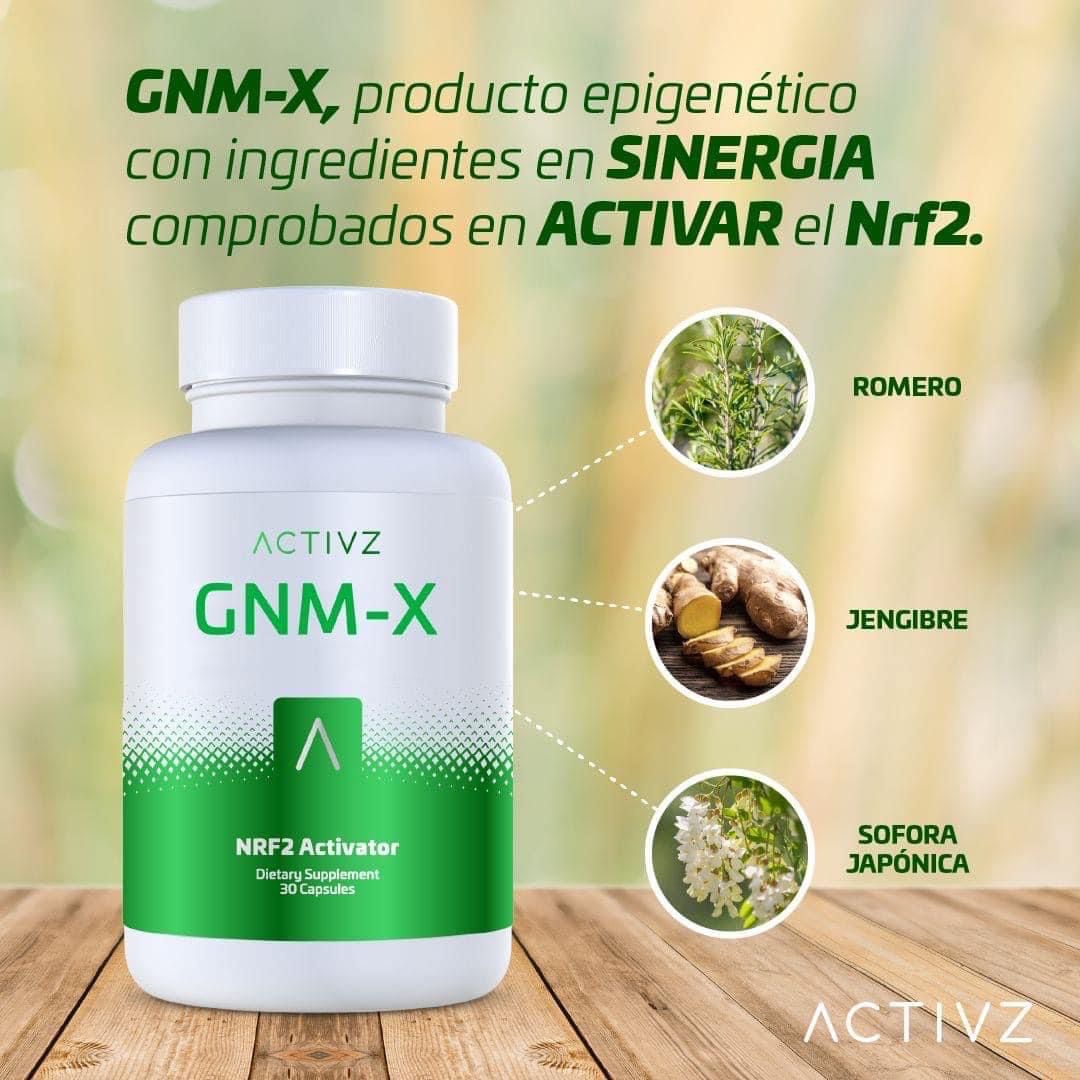 GNM-X, producto epigenético
con ingredientes en SINERGIA
comprobados en ACTIVAR el Nrf2.
ROMERO
ACTIVZ
GNM-X
JENGIBRE
NRF2 Activator
Dietary Supplement
30 Capsules
SOFORA
JAPÓNICA
ACTIVZ